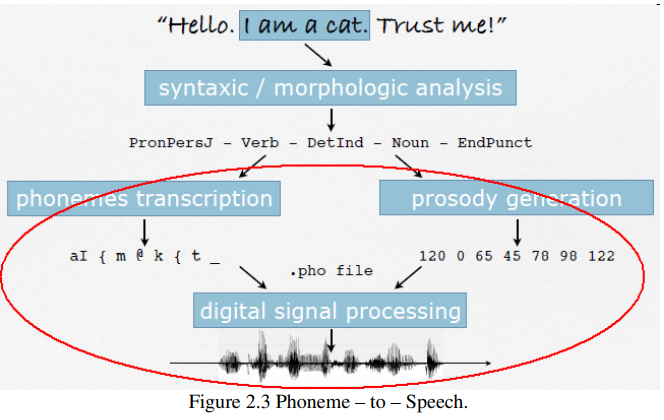 “Hello. I am a cat. Trust me!”
syntaxic / morphologic analysis
PronPersJ - Verb - DetInd - Noun - EndPunct
phonemes transcription
prosody generation
aI { m @ k { t _
.pho file
120 0 65 45 78 98 122
digital signal processing
Figure 2.3 Phoneme – to – Speech.